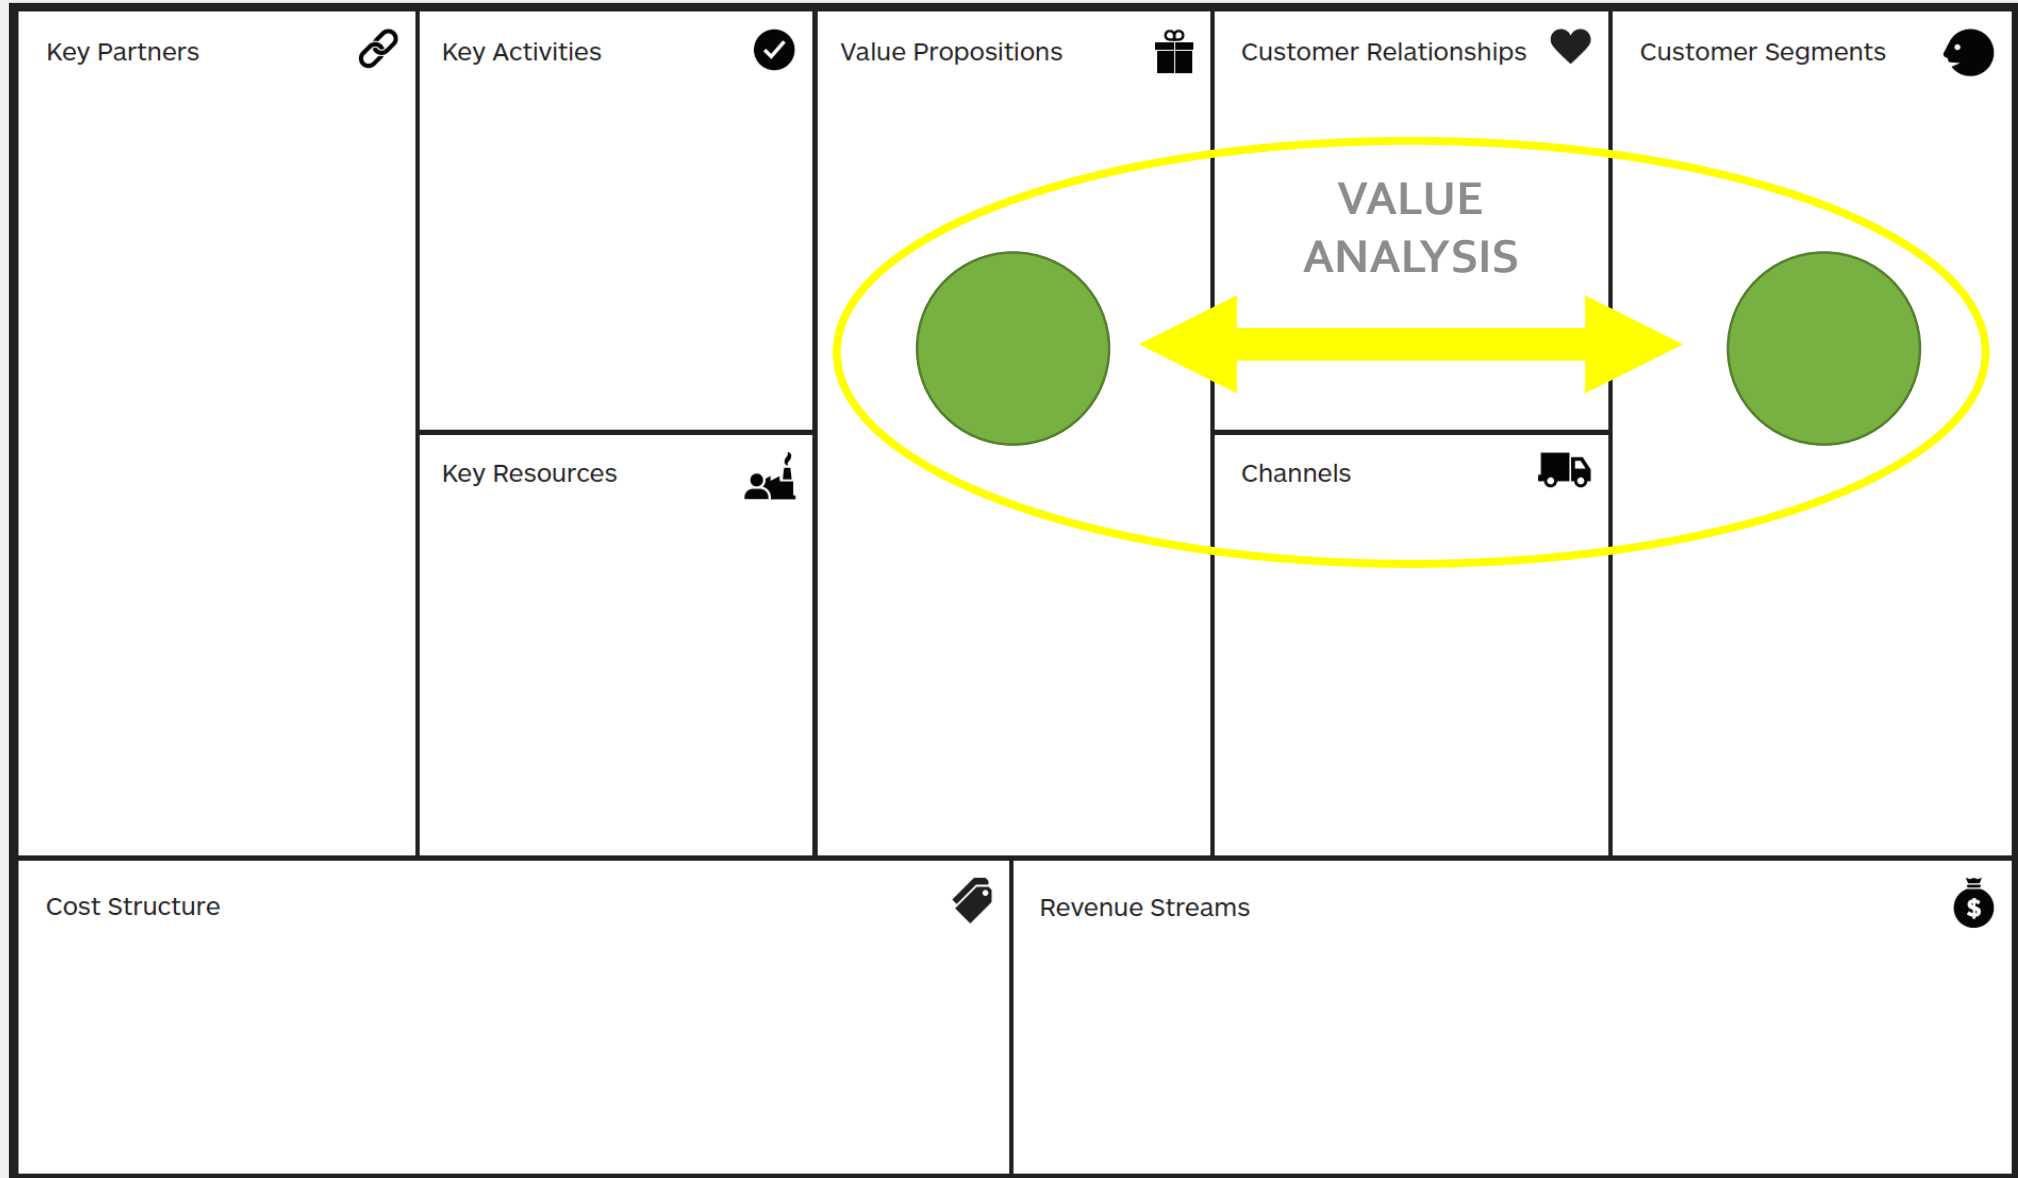 Key Partners
Key Activities
Value Propositions
Customer Relationships
Customer Segments
VALUE
ANALYSIS
Key Resources
Channels
Cost Structure
Revenue Streams
$